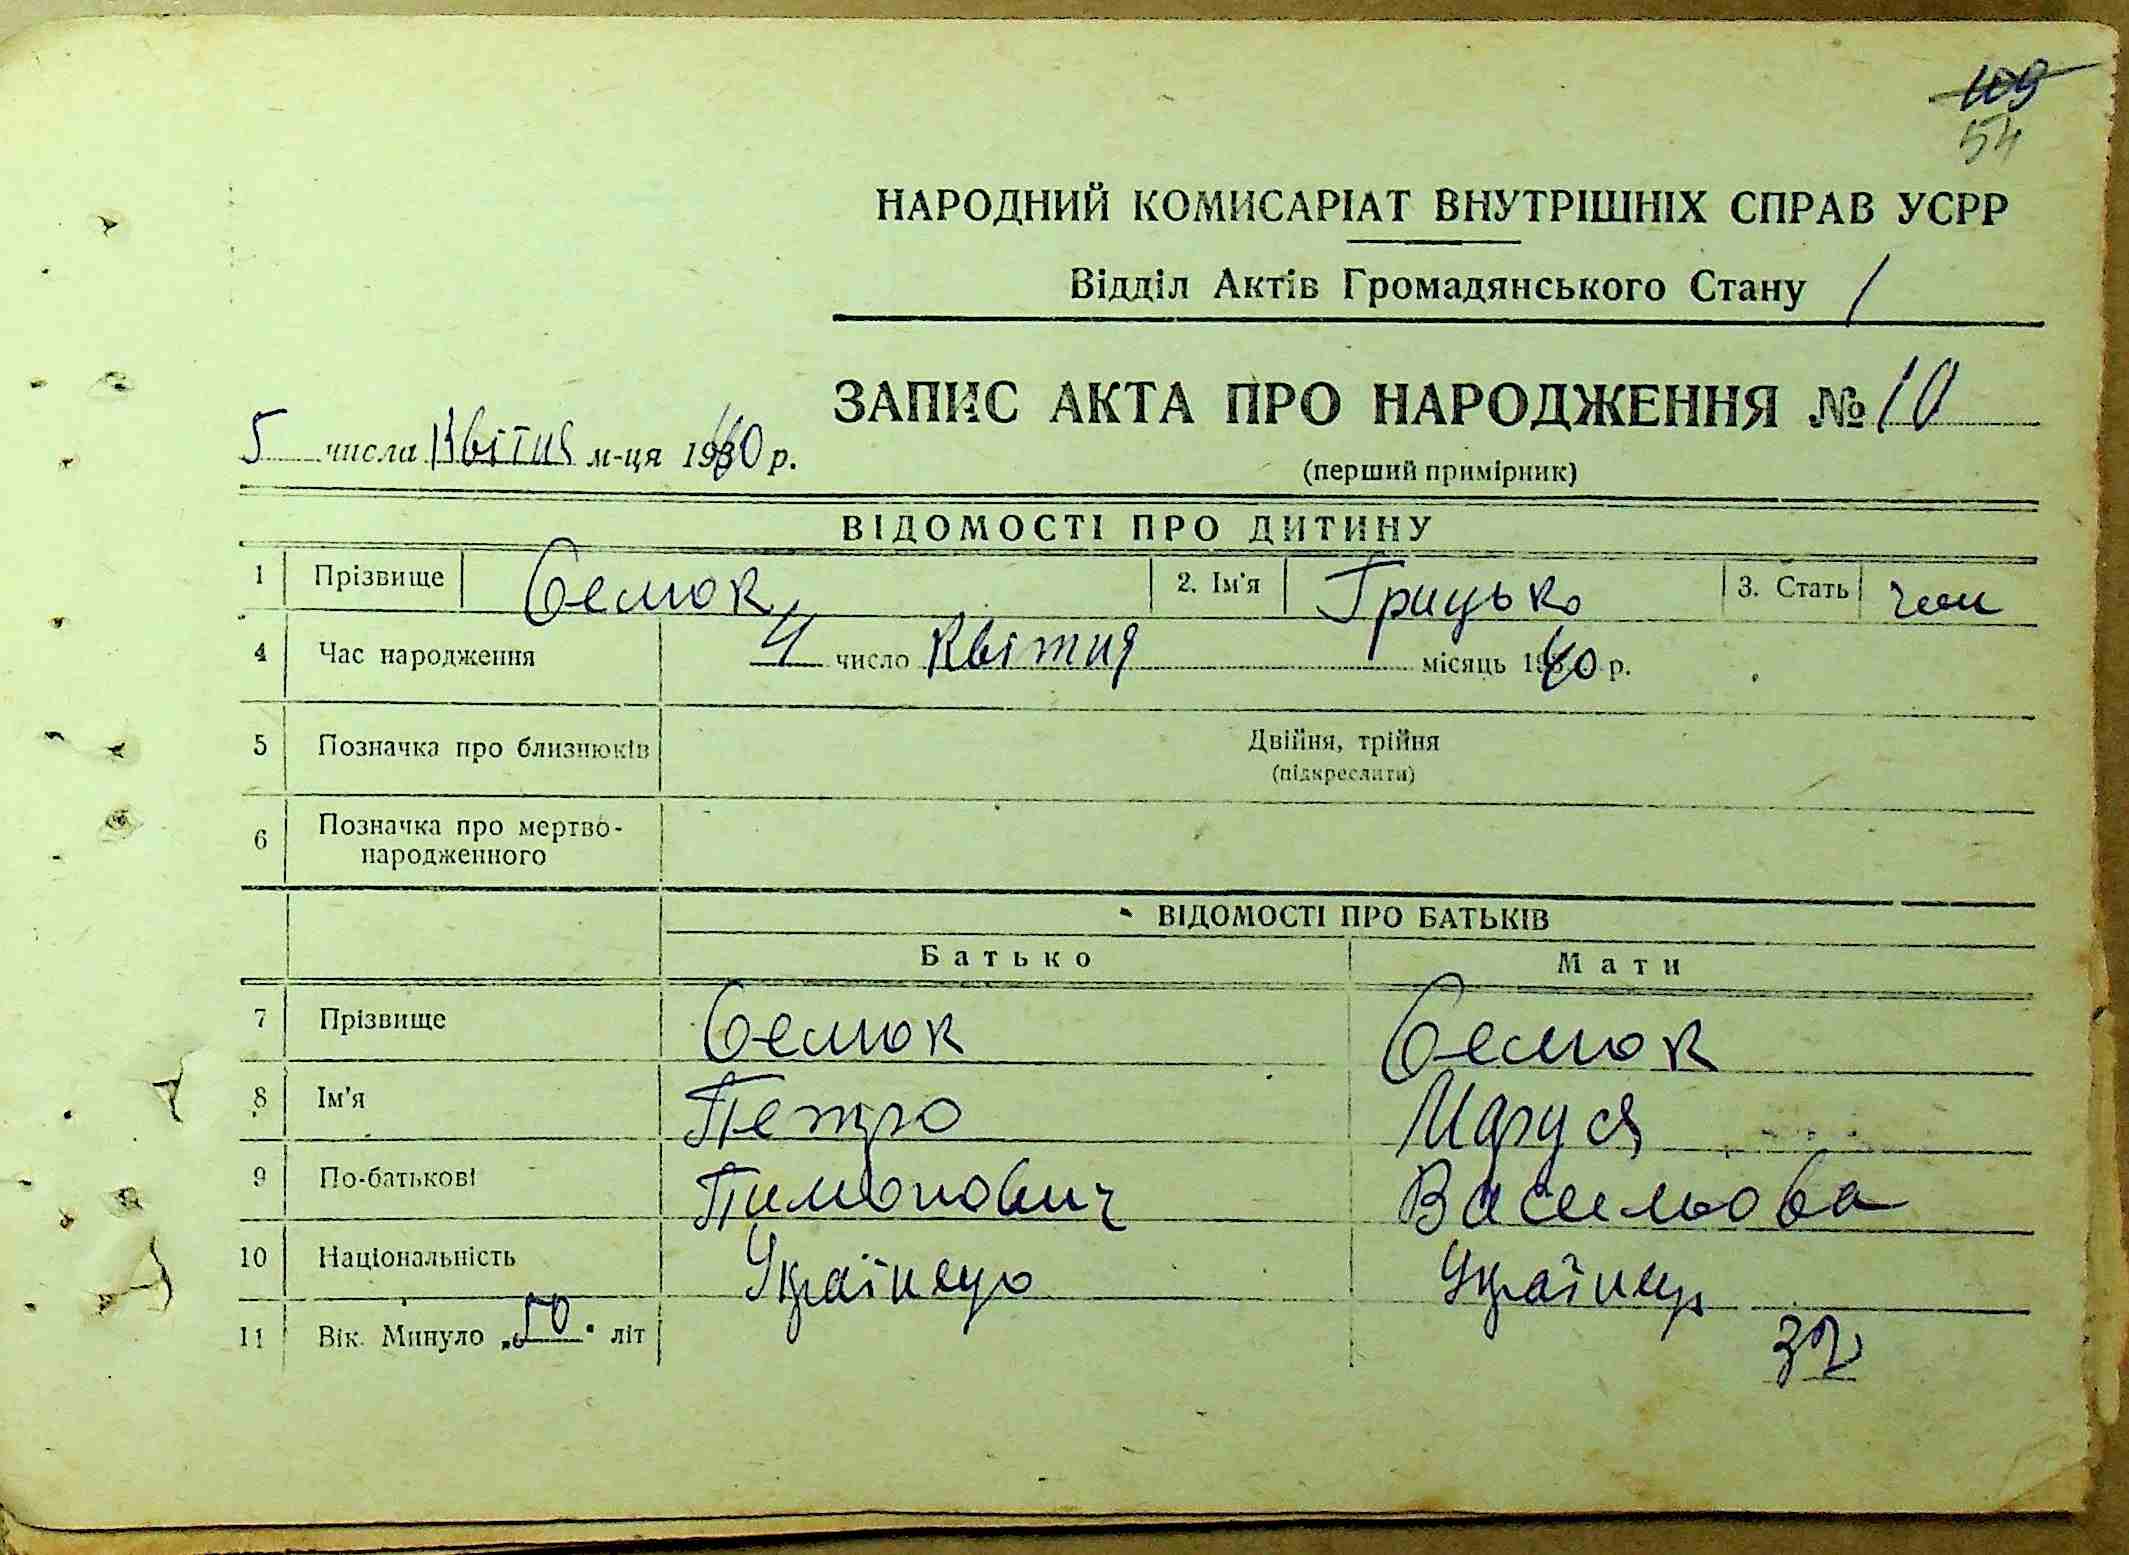 109
54
НАРОДНИЙ КОМИСАРІАТ ВНУТРІШНІХ СПРАВ УСРР
Відділ Актів Громадянського Стану
ЗАПИС АКТА ПРО НАРОДЖЕННЯ № 10
5 числа Квітня м-ця 1940 р.
(перший примірник)
ВІДОМОСТІ ПРО ДИТИНУ
1 Прізвище Семюк 2. Ім'я Грицько 3. Стать чол
4 Час народження 4 число Квітня місяць 1940 р.
5 Позначка про близнюків Двійня, трійня
(підкреслити)
6 Позначка про мертво-
народженного
ВІДОМОСТІ ПРО БАТЬКІВ
Батько Мати
7 Прізвище Семюк Семюк
8 Ім'я Петро Маруся
9 По-батькові Пимонович Васильова
10 Національність
11 Вік. Минуло „50" літ 32